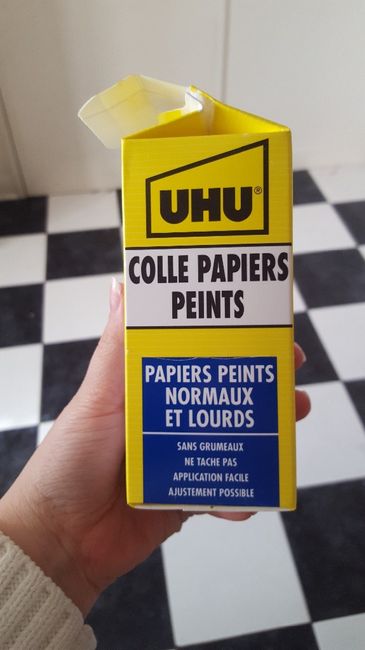 UHU®
COLLE PAPIERS
PEINTS
PAPIERS PEINTS
NORMAUX
ET LOURDS
SANS GRUMEAUX
NE TACHE PAS
APPLICATION FACILE
AJUSTEMENT POSSIBLE